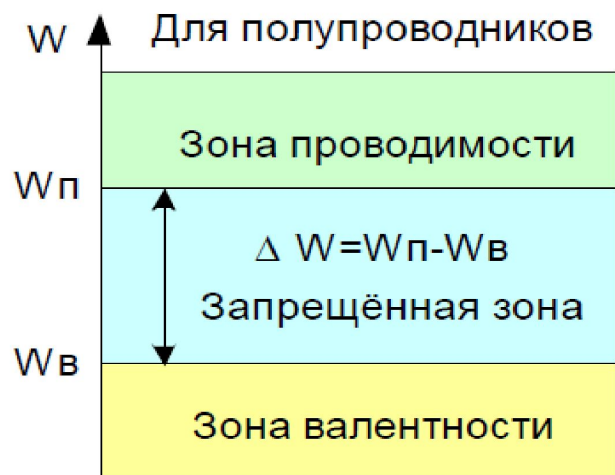 W
Для полупроводников
Зона проводимости
Wп
Δ W=Wп-Wв
Запрещённая зона
Wв
Зона валентности